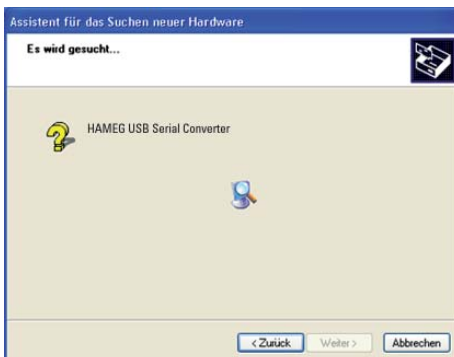 Assistent für das Suchen neuer Hardware
Es wird gesucht...
HAMEG USB Serial Converter
< Zurück
Weiter >
Abbrechen